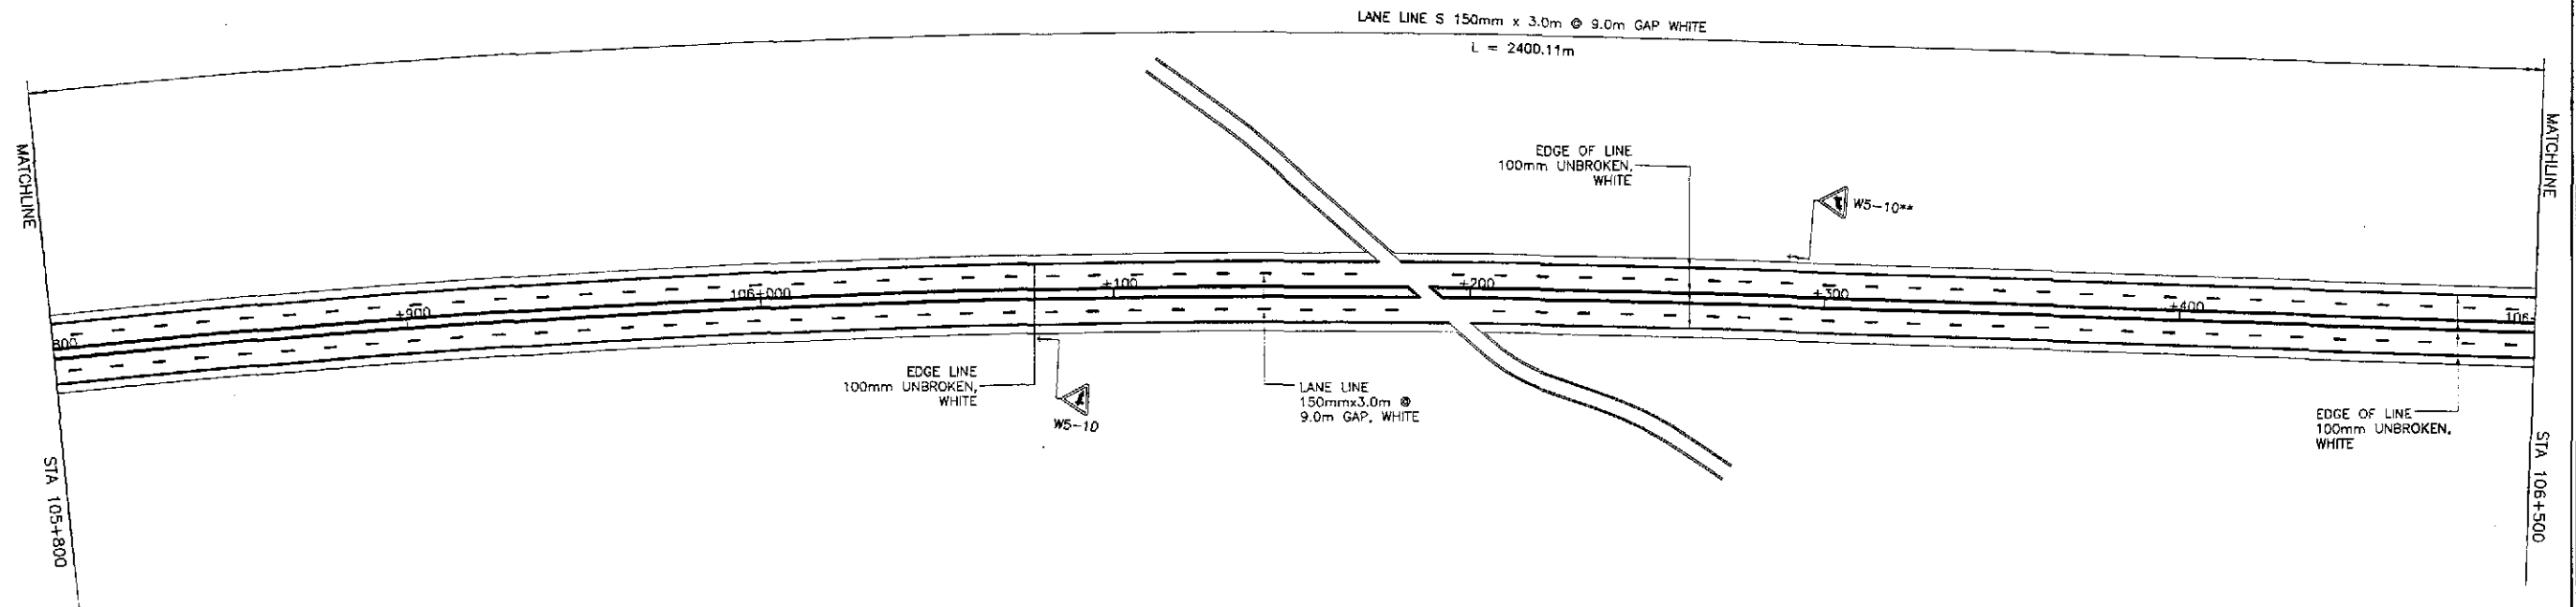 LANE LINE S 150mm x 3.0m @ 9.0m GAP WHITE
L = 2400.11m
MATCHLINE
MATCHLINE
EDGE OF LINE
100mm UNBROKEN,
WHITE
W5-10**
800
+900
106+000
+100
+200
+300
+400
106
EDGE LINE
100mm UNBROKEN,
WHITE
W5-10
LANE LINE
150mmx3.0m @
9.0m GAP, WHITE
EDGE OF LINE
100mm UNBROKEN,
WHITE
STA 105+800
STA 106+500